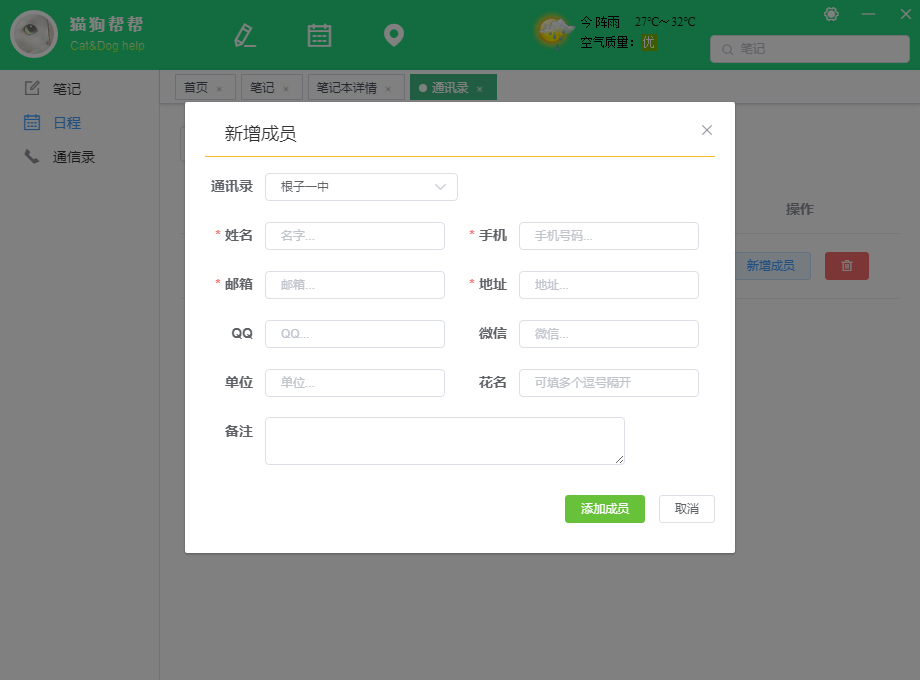 猫狗帮帮
Cat&Dog help
今 阵雨 27℃～32℃
空气质量: 优
笔记
笔记
日程
通信录
首页 ×
笔记 ×
笔记本详情 ×
通讯录 ×
操作
新增成员
新增成员
通讯录 根子一中
* 姓名 名字... * 手机 手机号码...
* 邮箱 邮箱... * 地址 地址...
QQ QQ... 微信 微信...
单位 单位... 花名 可填多个逗号隔开
备注
添加成员 取消